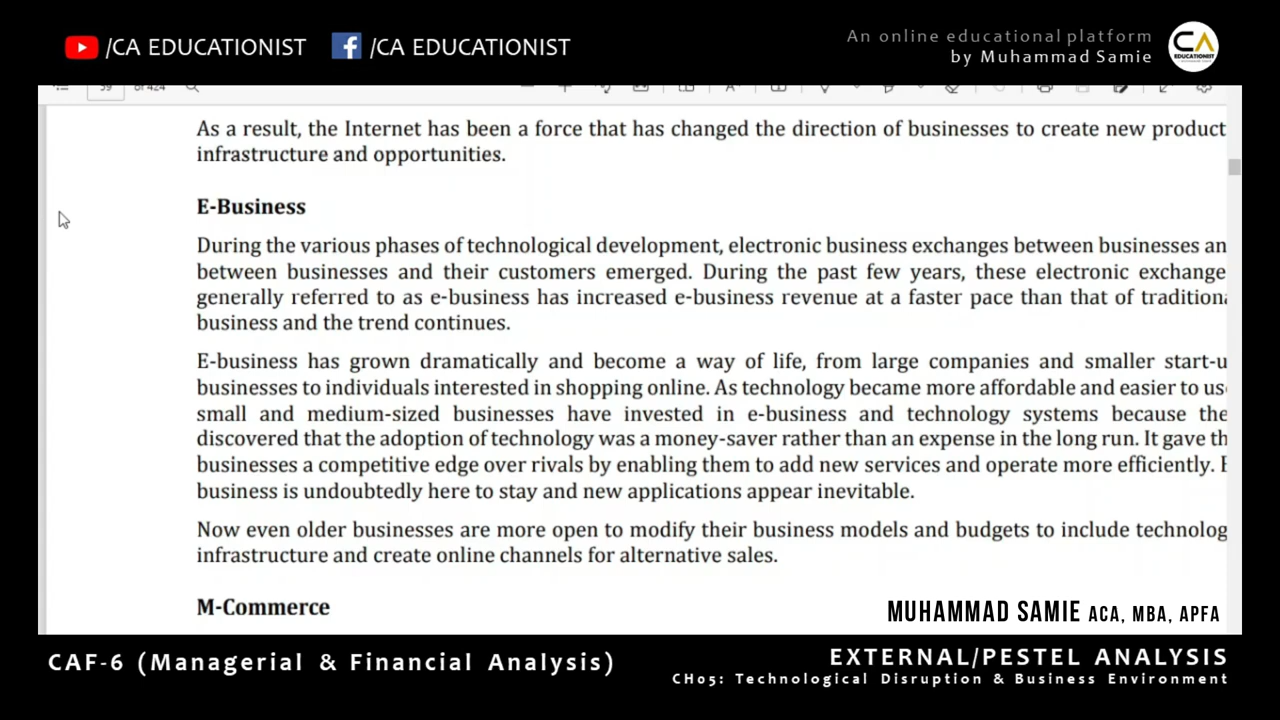 /CA EDUCATIONIST /CA EDUCATIONIST
An online educational platform
by Muhammad Samie
CA
EDUCATIONIST
39 of 424
As a result, the Internet has been a force that has changed the direction of businesses to create new product
infrastructure and opportunities.
E-Business
During the various phases of technological development, electronic business exchanges between businesses an
between businesses and their customers emerged. During the past few years, these electronic exchange
generally referred to as e-business has increased e-business revenue at a faster pace than that of traditiona
business and the trend continues.
E-business has grown dramatically and become a way of life, from large companies and smaller start-u
businesses to individuals interested in shopping online. As technology became more affordable and easier to us
small and medium-sized businesses have invested in e-business and technology systems because the
discovered that the adoption of technology was a money-saver rather than an expense in the long run. It gave th
businesses a competitive edge over rivals by enabling them to add new services and operate more efficiently.
business is undoubtedly here to stay and new applications appear inevitable.
Now even older businesses are more open to modify their business models and budgets to include technolog
infrastructure and create online channels for alternative sales.
M-Commerce
MUHAMMAD SAMIE ACA, MBA, APFA
CAF-6 (Managerial & Financial Analysis)
EXTERNAL/PESTEL ANALYSIS
CH05: Technological Disruption & Business Environment